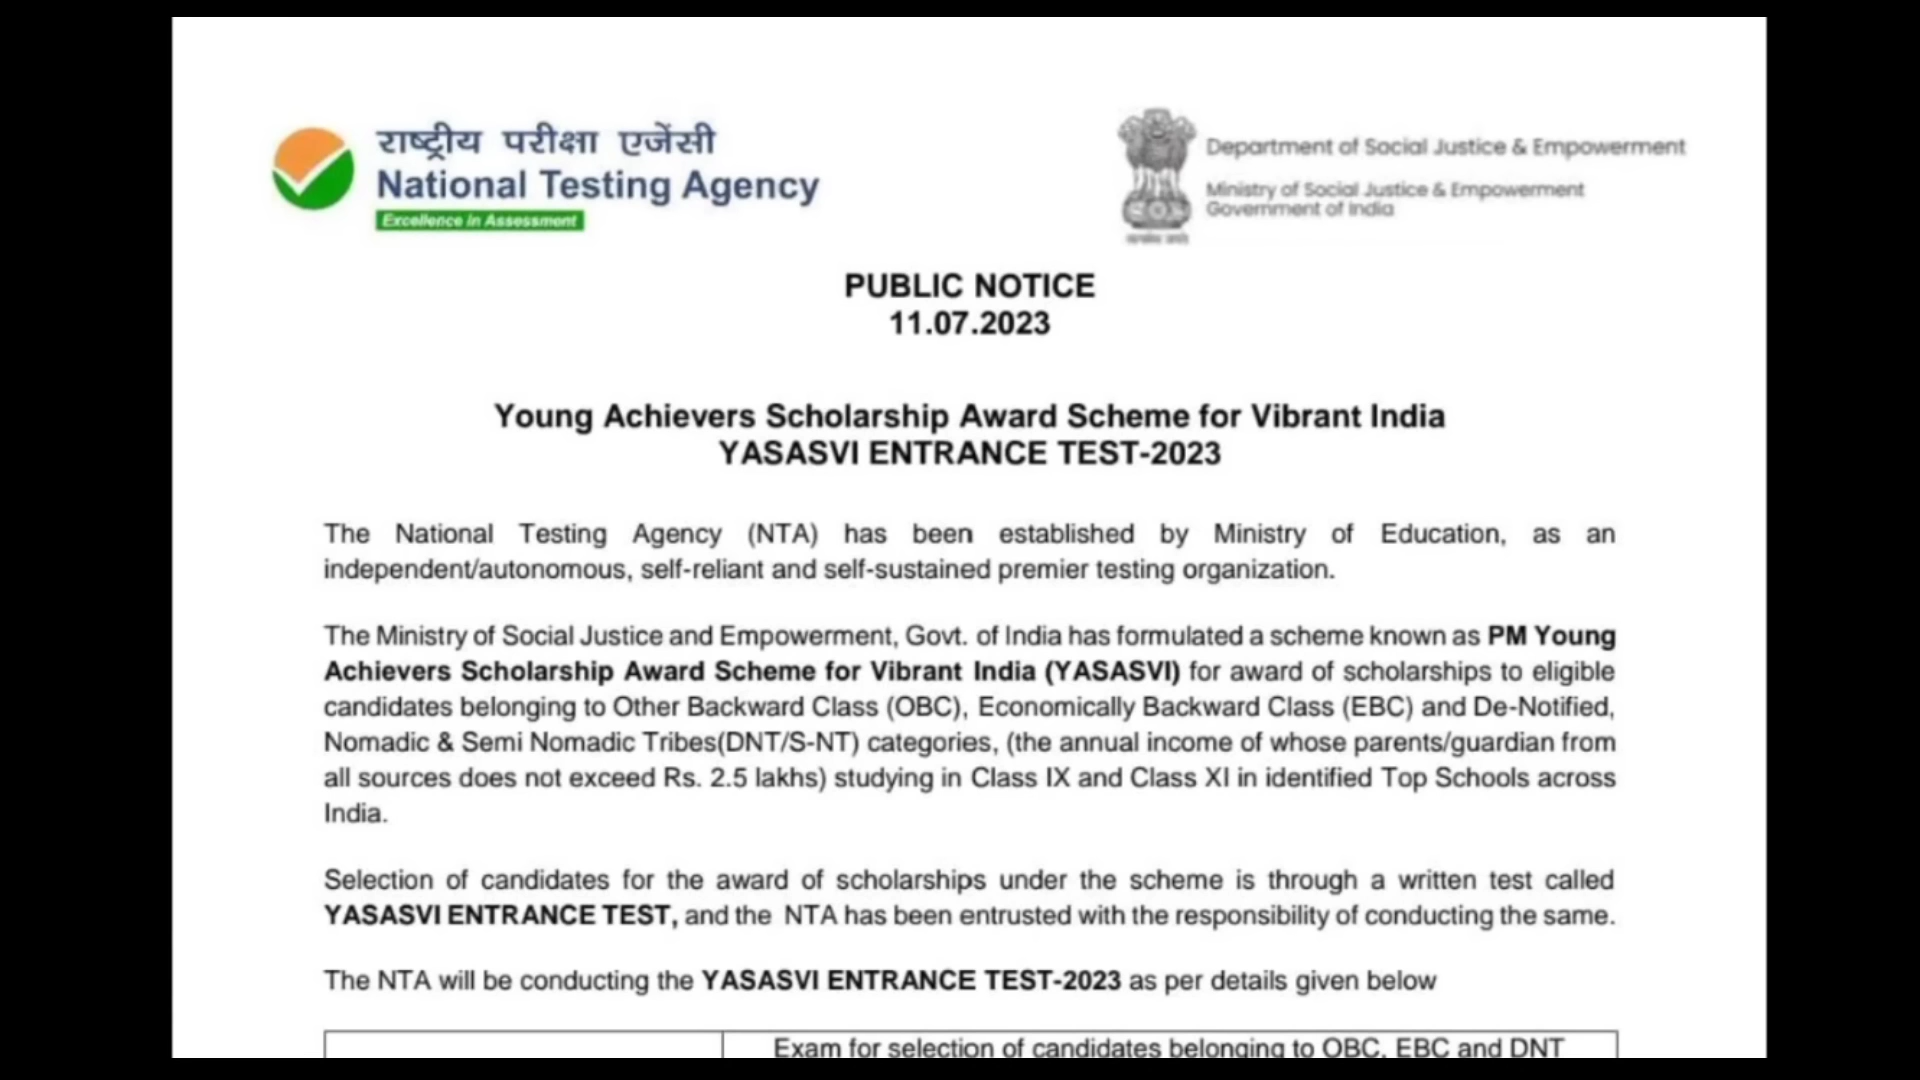 राष्ट्रीय परीक्षा एजेंसी
National Testing Agency
Excellence in Assessment
Department of Social Justice & Empowerment
Ministry of Social Justice & Empowerment
Government of India
PUBLIC NOTICE
11.07.2023
Young Achievers Scholarship Award Scheme for Vibrant India
YASASVI ENTRANCE TEST-2023
The National Testing Agency (NTA) has been established by Ministry of Education, as an
independent/autonomous, self-reliant and self-sustained premier testing organization.
The Ministry of Social Justice and Empowerment, Govt. of India has formulated a scheme known as PM Young
Achievers Scholarship Award Scheme for Vibrant India (YASASVI) for award of scholarships to eligible
candidates belonging to Other Backward Class (OBC), Economically Backward Class (EBC) and De-Notified,
Nomadic & Semi Nomadic Tribes(DNT/S-NT) categories, (the annual income of whose parents/guardian from
all sources does not exceed Rs. 2.5 lakhs) studying in Class IX and Class XI in identified Top Schools across
India.
Selection of candidates for the award of scholarships under the scheme is through a written test called
YASASVI ENTRANCE TEST, and the NTA has been entrusted with the responsibility of conducting the same.
The NTA will be conducting the YASASVI ENTRANCE TEST-2023 as per details given below
Exam for selection of candidates belonging to OBC, EBC and DNT